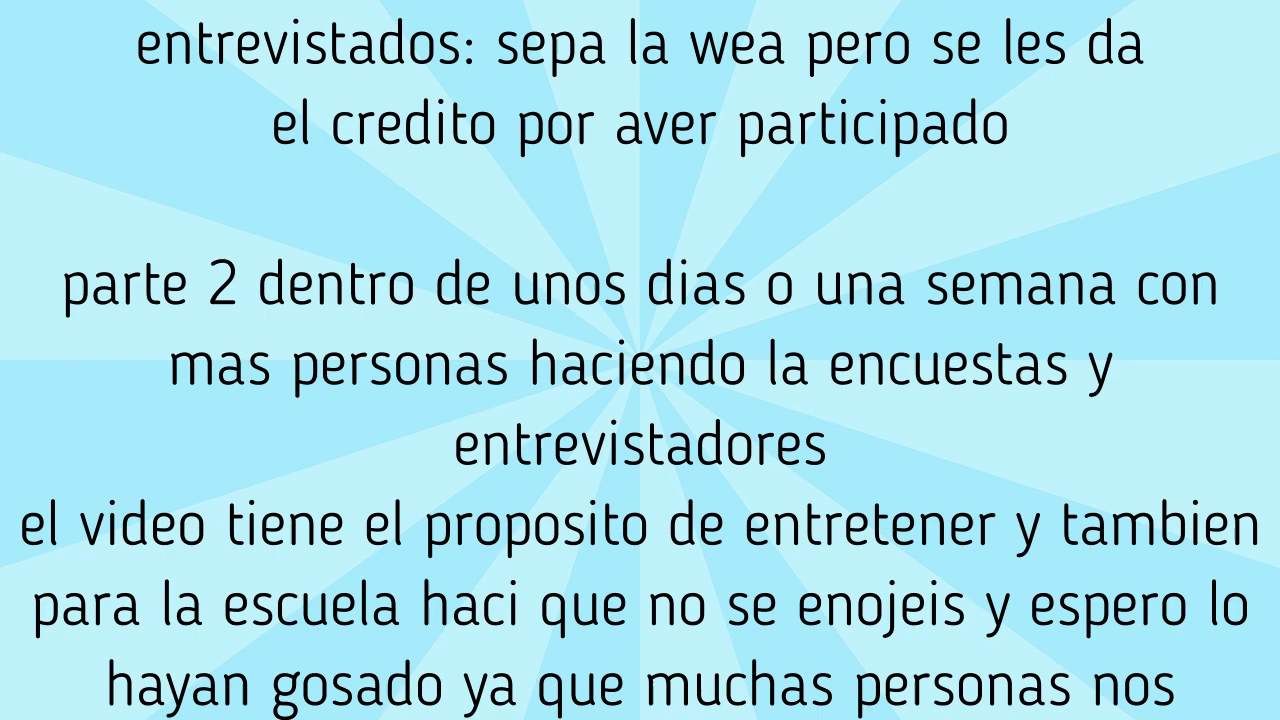 entrevistados: sepa la wea pero se les da
el credito por aver participado
parte 2 dentro de unos dias o una semana con
mas personas haciendo la encuestas y
entrevistadores
el video tiene el proposito de entretener y tambien
para la escuela haci que no se enojeis y espero lo
hayan gosado ya que muchas personas nos